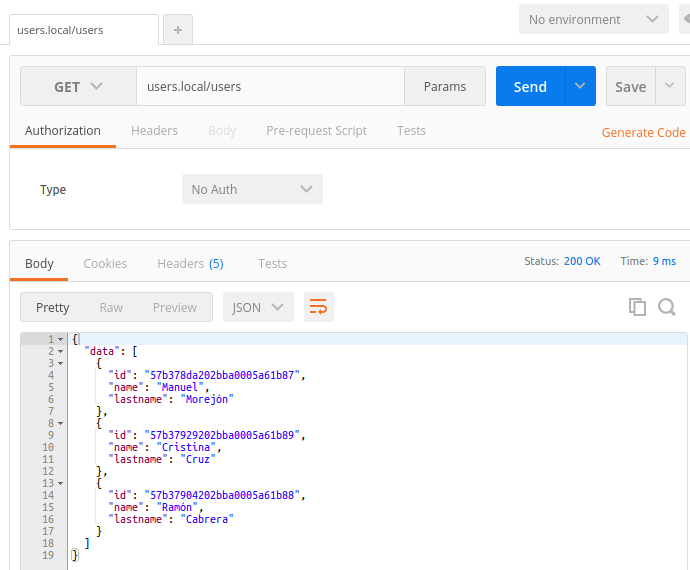 users.local/users
+
No environment
GET
users.local/users
Params
Send
Save
Authorization
Headers
Body
Pre-request Script
Tests
Generate Code
Type
No Auth
Body
Cookies
Headers (5)
Tests
Status: 200 OK
Time: 9 ms
Pretty
Raw
Preview
JSON
1 {
2 "data": [
3 {
4 "id": "57b378da202bba0005a61b87",
5 "name": "Manuel",
6 "lastname": "Morejón"
7 },
8 {
9 "id": "57b37929202bba0005a61b89",
10 "name": "Cristina",
11 "lastname": "Cruz"
12 },
13 {
14 "id": "57b37904202bba0005a61b88",
15 "name": "Ramón",
16 "lastname": "Cabrera"
17 }
18 ]
19 }